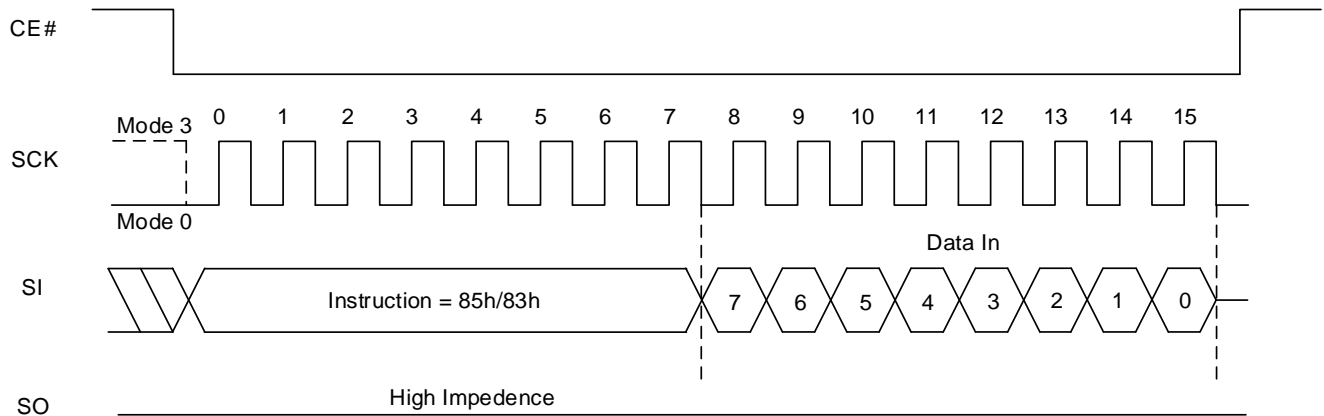 CE#
0 1 2 3 4 5 6 7 8 9 10 11 12 13 14 15
Mode 3
SCK
Mode 0
Data In
SI
Instruction = 85h/83h 7 6 5 4 3 2 1 0
High Impedence
SO